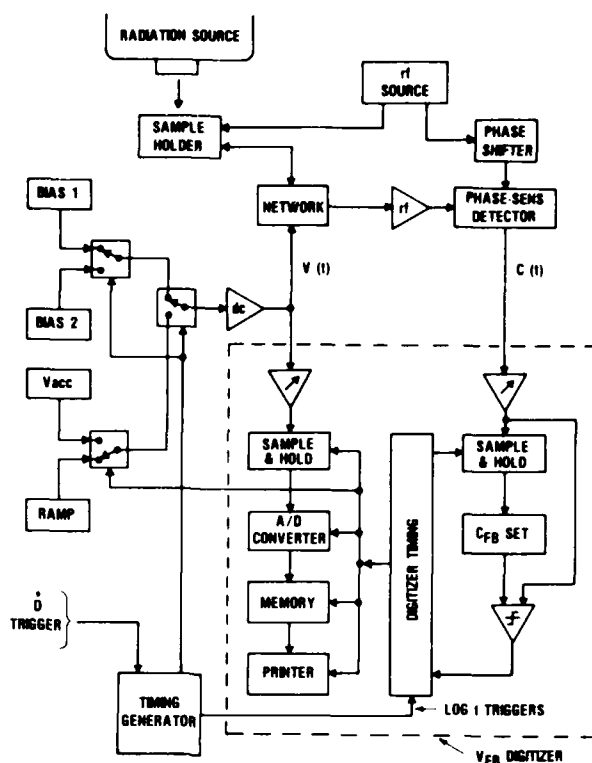 RADIATION SOURCE
rf
SOURCE
SAMPLE
HOLDER
PHASE
SHIFTER
BIAS 1
NETWORK
rf
PHASE-SENS
DETECTOR
V (t)
C (t)
BIAS 2
dc
Vacc
SAMPLE
& HOLD
SAMPLE
& HOLD
RAMP
A/D
CONVERTER
DIGITIZER TIMING
CFB SET
Ḋ
TRIGGER
MEMORY
PRINTER
TIMING
GENERATOR
LOG t TRIGGERS
VFB DIGITIZER